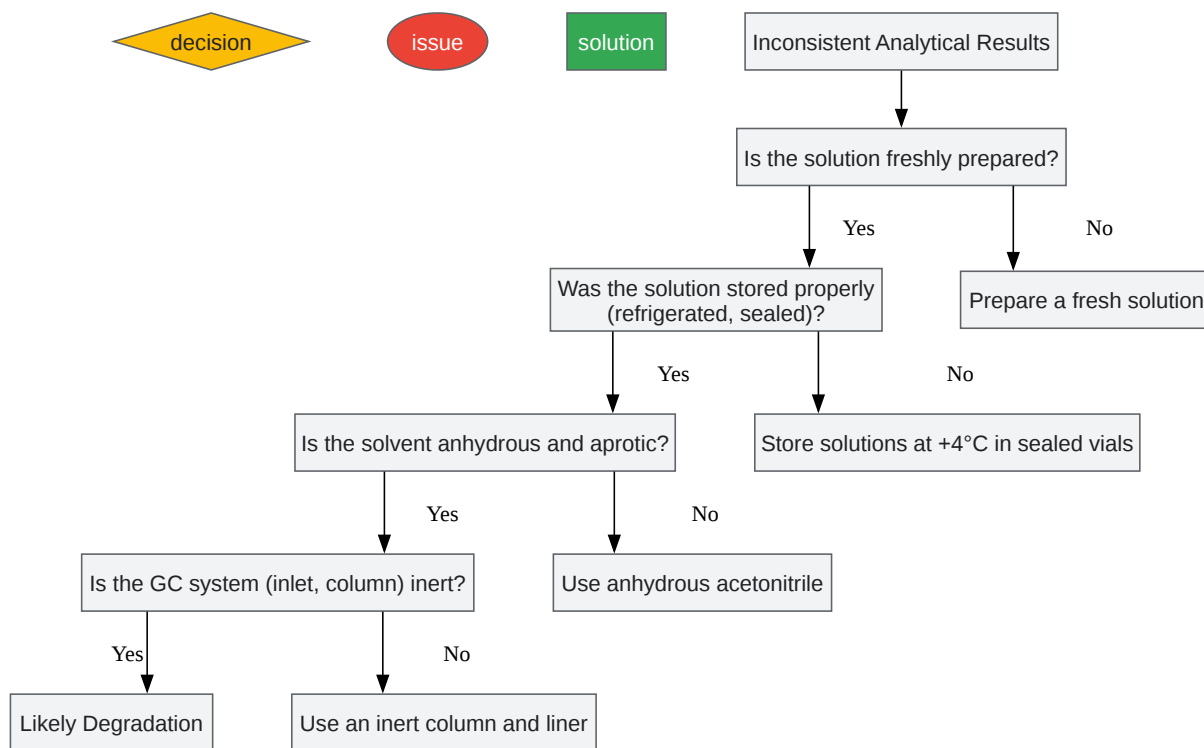 decision
issue
solution
Inconsistent Analytical Results
Is the solution freshly prepared?
Yes
No
Was the solution stored properly
(refrigerated, sealed)?
Prepare a fresh solution
Yes
No
Is the solvent anhydrous and aprotic?
Store solutions at +4°C in sealed vials
Yes
No
Is the GC system (inlet, column) inert?
Use anhydrous acetonitrile
Yes
No
Likely Degradation
Use an inert column and liner